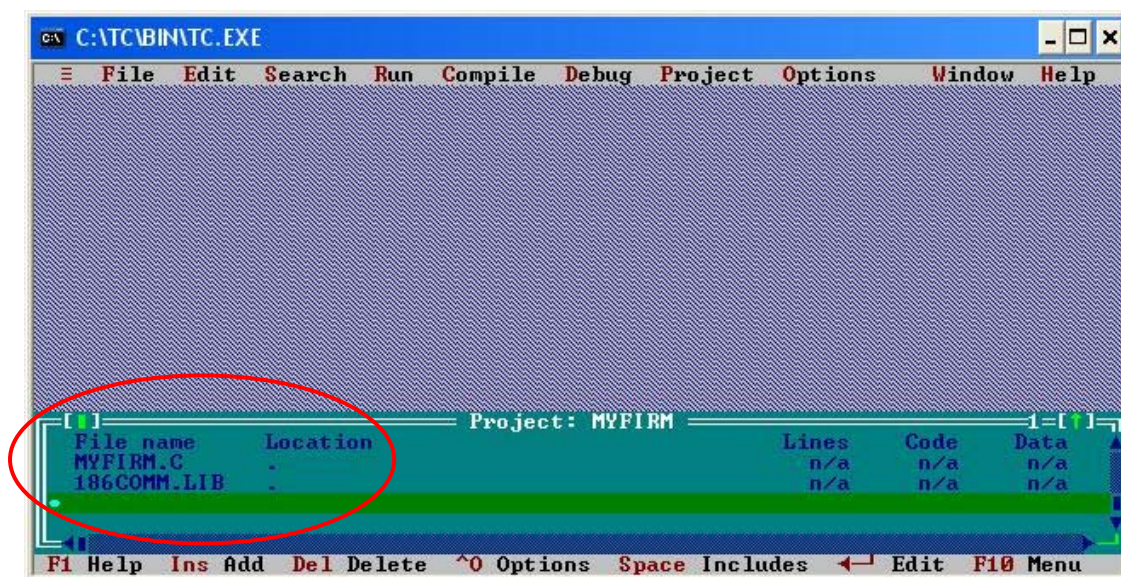 C:\TC\BIN\TC.EXE
≡ File Edit Search Run Compile Debug Project Options Window Help
[▮] Project: MYFIRM 1=[↑]
File name Location Lines Code Data
MYFIRM.C . n/a n/a n/a
186COMM.LIB . n/a n/a n/a
F1 Help Ins Add Del Delete ^O Options Space Includes ◄─┘ Edit F10 Menu